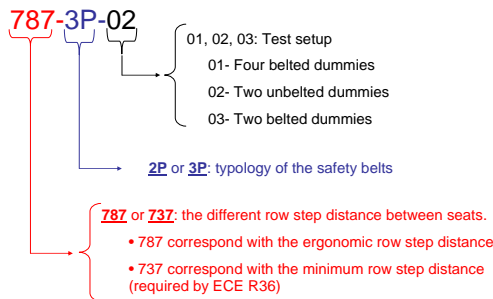 787-3P-02
01, 02, 03: Test setup
01- Four belted dummies
02- Two unbelted dummies
03- Two belted dummies
2P or 3P: typology of the safety belts
787 or 737: the different row step distance between seats.
• 787 correspond with the ergonomic row step distance
• 737 correspond with the minimum row step distance
(required by ECE R36)